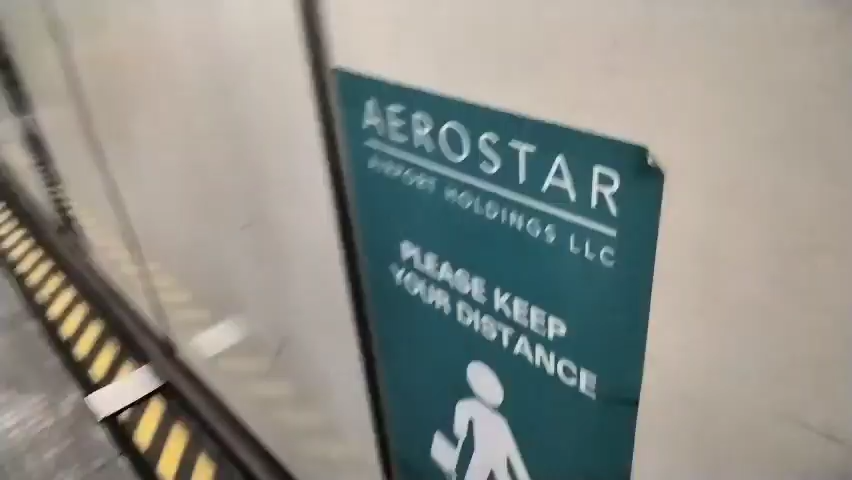 AEROSTAR
AIRPORT HOLDINGS LLC
PLEASE KEEP
YOUR DISTANCE